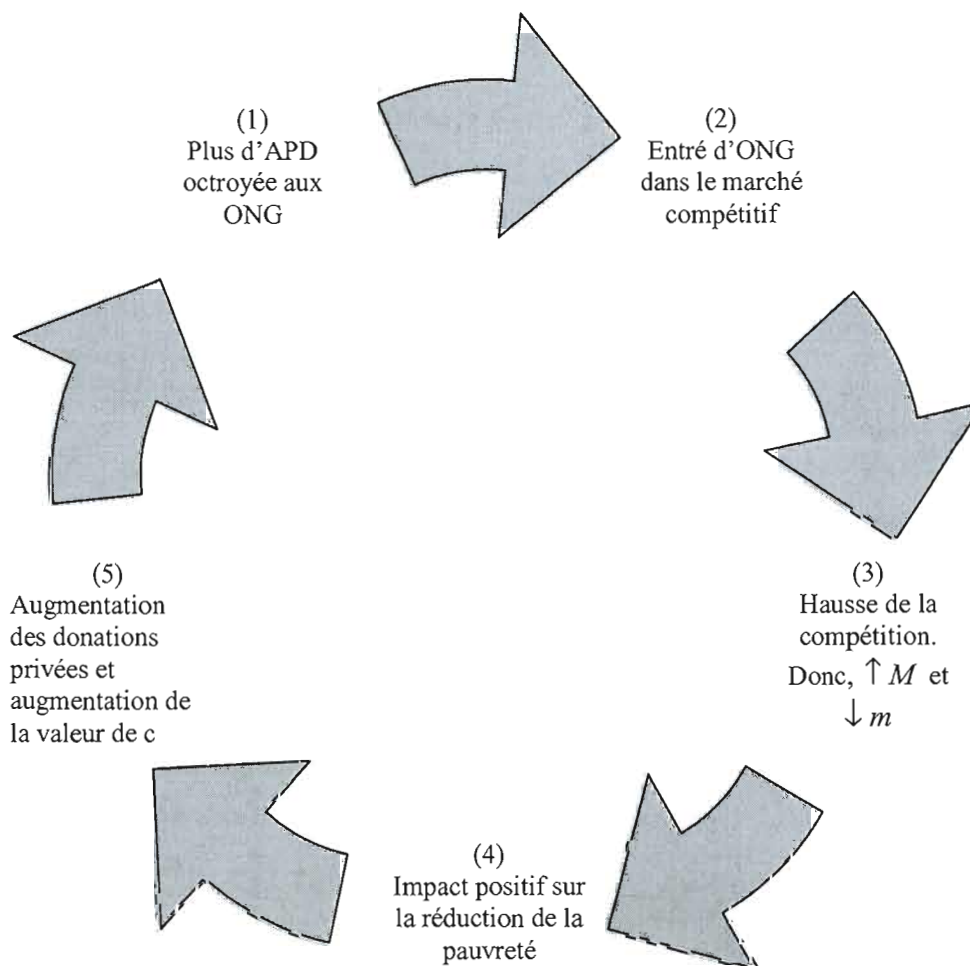 (1)
Plus d'APD
octroyée aux
ONG
(2)
Entré d'ONG
dans le marché
compétitif
(3)
Hausse de la
compétition.
Donc, ↑ M et
↓ m
(4)
Impact positif sur
la réduction de la
pauvreté
(5)
Augmentation
des donations
privées et
augmentation de
la valeur de c